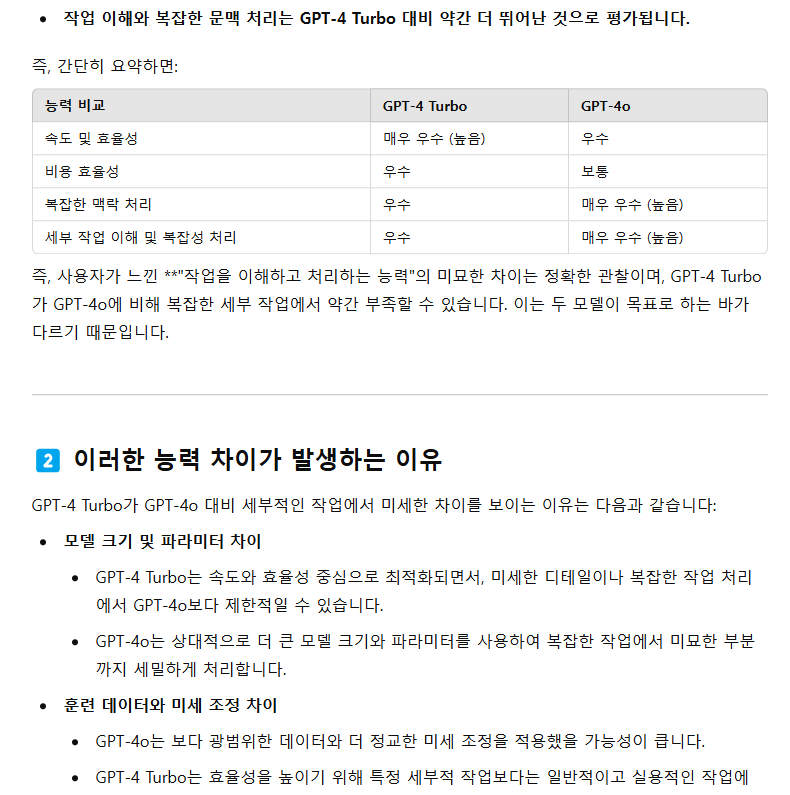 • 작업 이해와 복잡한 문맥 처리는 GPT-4 Turbo 대비 약간 더 뛰어난 것으로 평가됩니다.
즉, 간단히 요약하면:
능력 비교 GPT-4 Turbo GPT-4o
속도 및 효율성 매우 우수 (높음) 우수
비용 효율성 우수 보통
복잡한 맥락 처리 우수 매우 우수 (높음)
세부 작업 이해 및 복잡성 처리 우수 매우 우수 (높음)
즉, 사용자가 느낀 **"작업을 이해하고 처리하는 능력"의 미묘한 차이는 정확한 관찰이며, GPT-4 Turbo
가 GPT-4o에 비해 복잡한 세부 작업에서 약간 부족할 수 있습니다. 이는 두 모델이 목표로 하는 바가
다르기 때문입니다.
2 이러한 능력 차이가 발생하는 이유
GPT-4 Turbo가 GPT-4o 대비 세부적인 작업에서 미세한 차이를 보이는 이유는 다음과 같습니다:
• 모델 크기 및 파라미터 차이
• GPT-4 Turbo는 속도와 효율성 중심으로 최적화되면서, 미세한 디테일이나 복잡한 작업 처리
에서 GPT-4o보다 제한적일 수 있습니다.
• GPT-4o는 상대적으로 더 큰 모델 크기와 파라미터를 사용하여 복잡한 작업에서 미묘한 부분
까지 세밀하게 처리합니다.
• 훈련 데이터와 미세 조정 차이
• GPT-4o는 보다 광범위한 데이터와 더 정교한 미세 조정을 적용했을 가능성이 큽니다.
• GPT-4 Turbo는 효율성을 높이기 위해 특정 세부적 작업보다는 일반적이고 실용적인 작업에